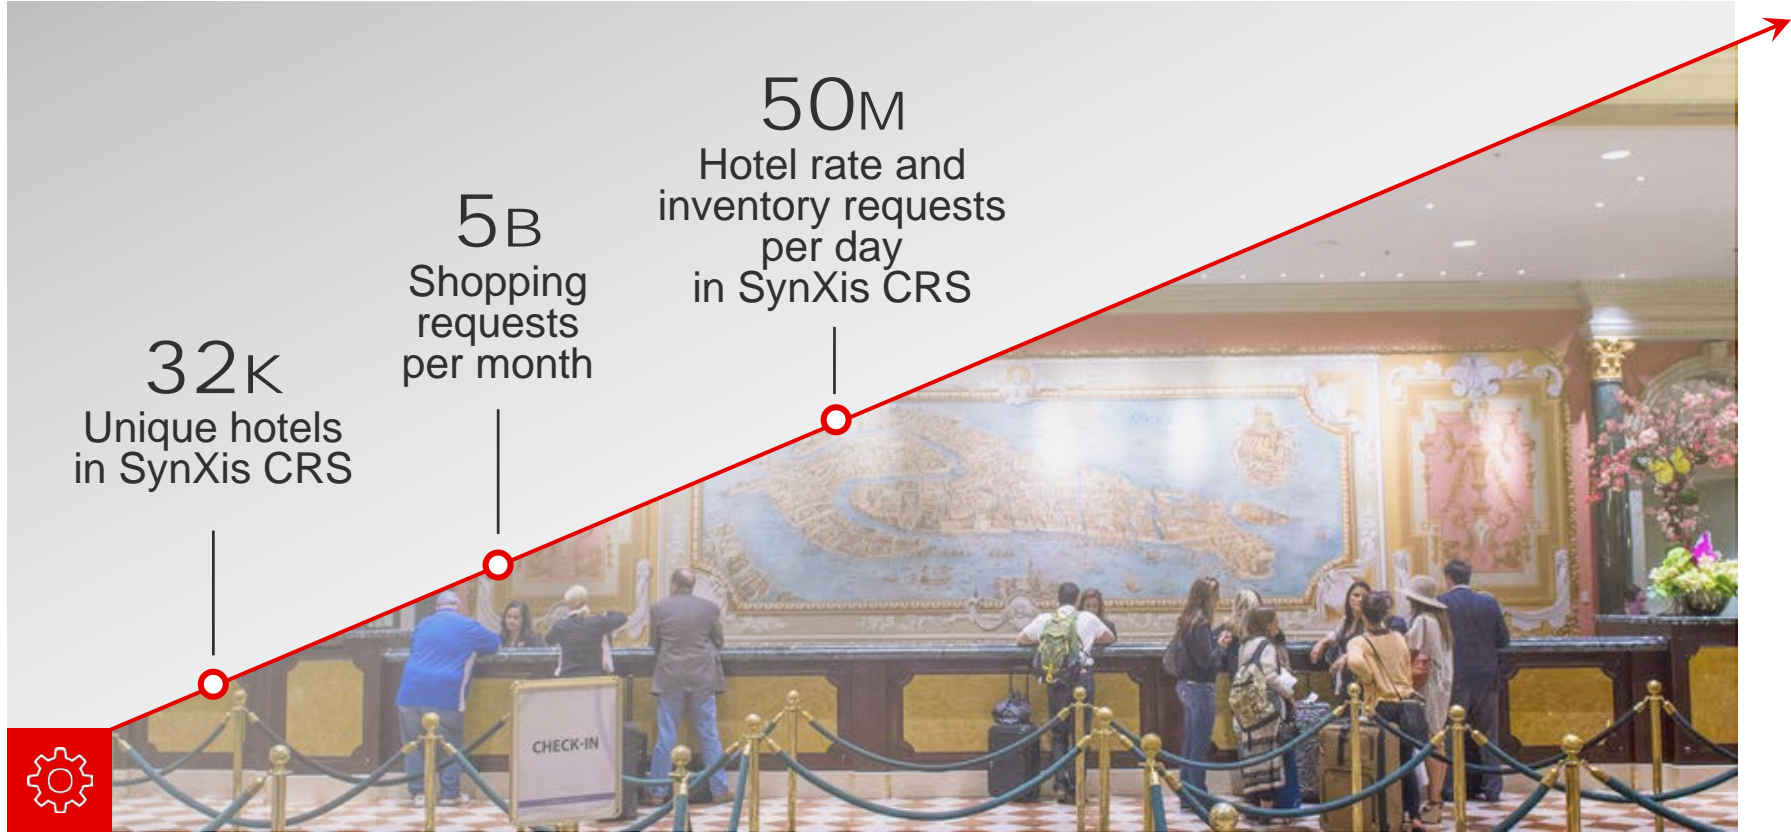 32K
Unique hotels
in SynXis CRS
5B
Shopping
requests
per month
50M
Hotel rate and
inventory requests
per day
in SynXis CRS
CHECK-IN